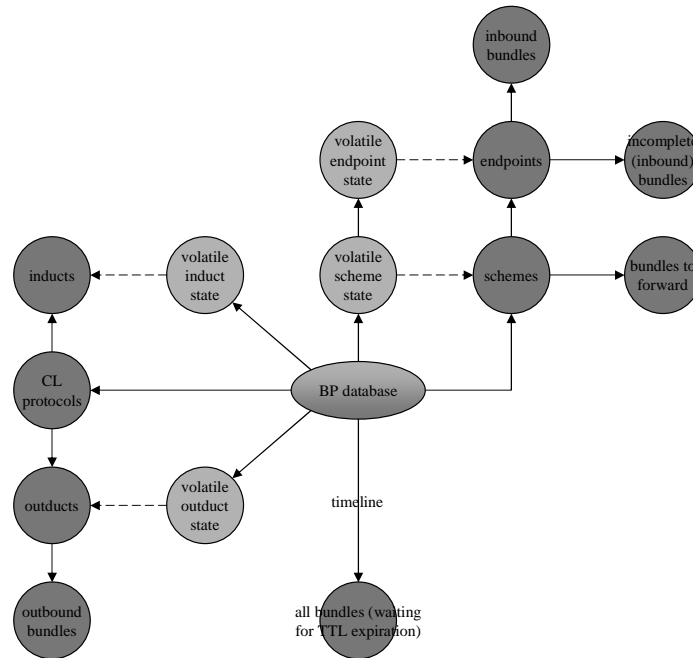 inbound
bundles
volatile
endpoint
state
endpoints
incomplete
(inbound)
bundles
inducts
volatile
induct
state
volatile
scheme
state
schemes
bundles to
forward
CL
protocols
BP database
outducts
volatile
outduct
state
timeline
outbound
bundles
all bundles (waiting
for TTL expiration)